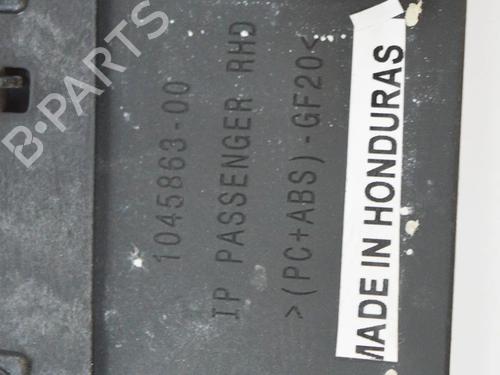 B-PARTS
1045863-00
IP PASSENGER RHD
>(PC+ABS)-GF20<
MADE IN HONDURAS